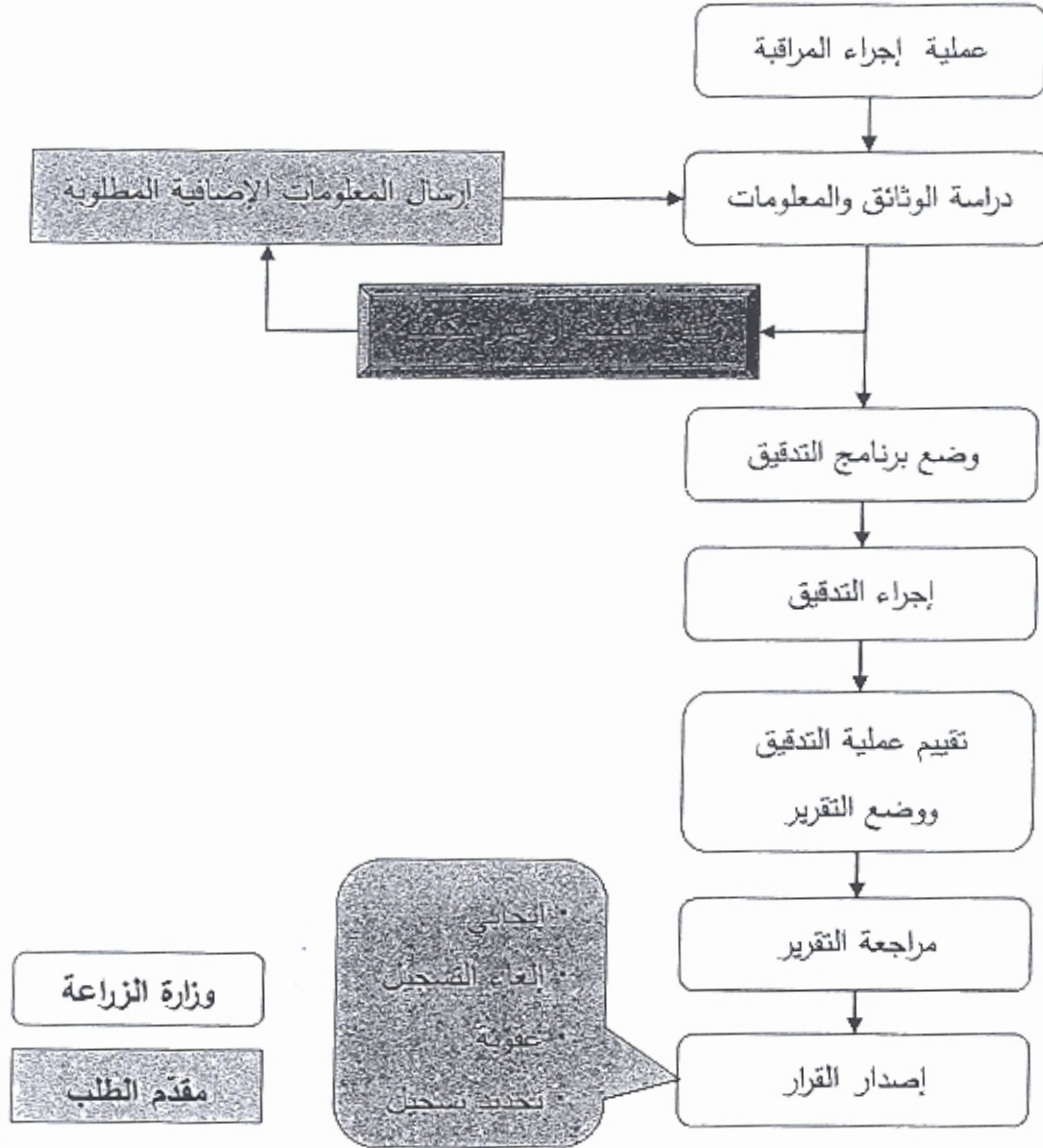 عملية إجراء المراقبة
دراسة الوثائق والمعلومات
إرسال المعلومات الإضافية المطلوبة
وضع برنامج التدقيق
إجراء التدقيق
تقييم عملية التدقيق
ووضع التقرير
مراجعة التقرير
إصدار القرار
• إيجابي
• إلغاء التسجيل
• عقوبة
• تجديد تسجيل
وزارة الزراعة
مقدّم الطلب